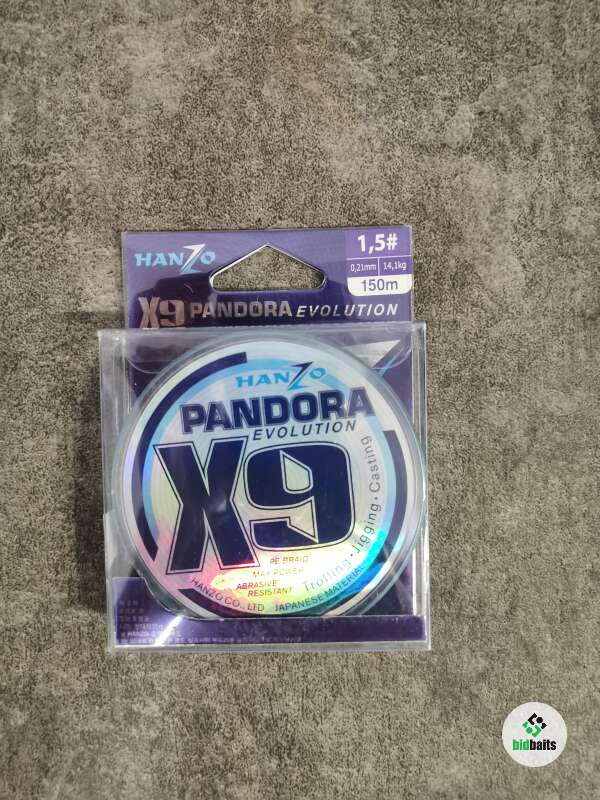 HANZO
1,5#
0,21mm 14,1kg
150m
X9 PANDORA EVOLUTION
HANZO
PANDORA
EVOLUTION
X9
Trolling · Jigging · Casting
PE BRAID
MAX POWER
ABRASIVE
RESISTANT
HANZO CO., LTD JAPANESE MATERIAL
bidbaits